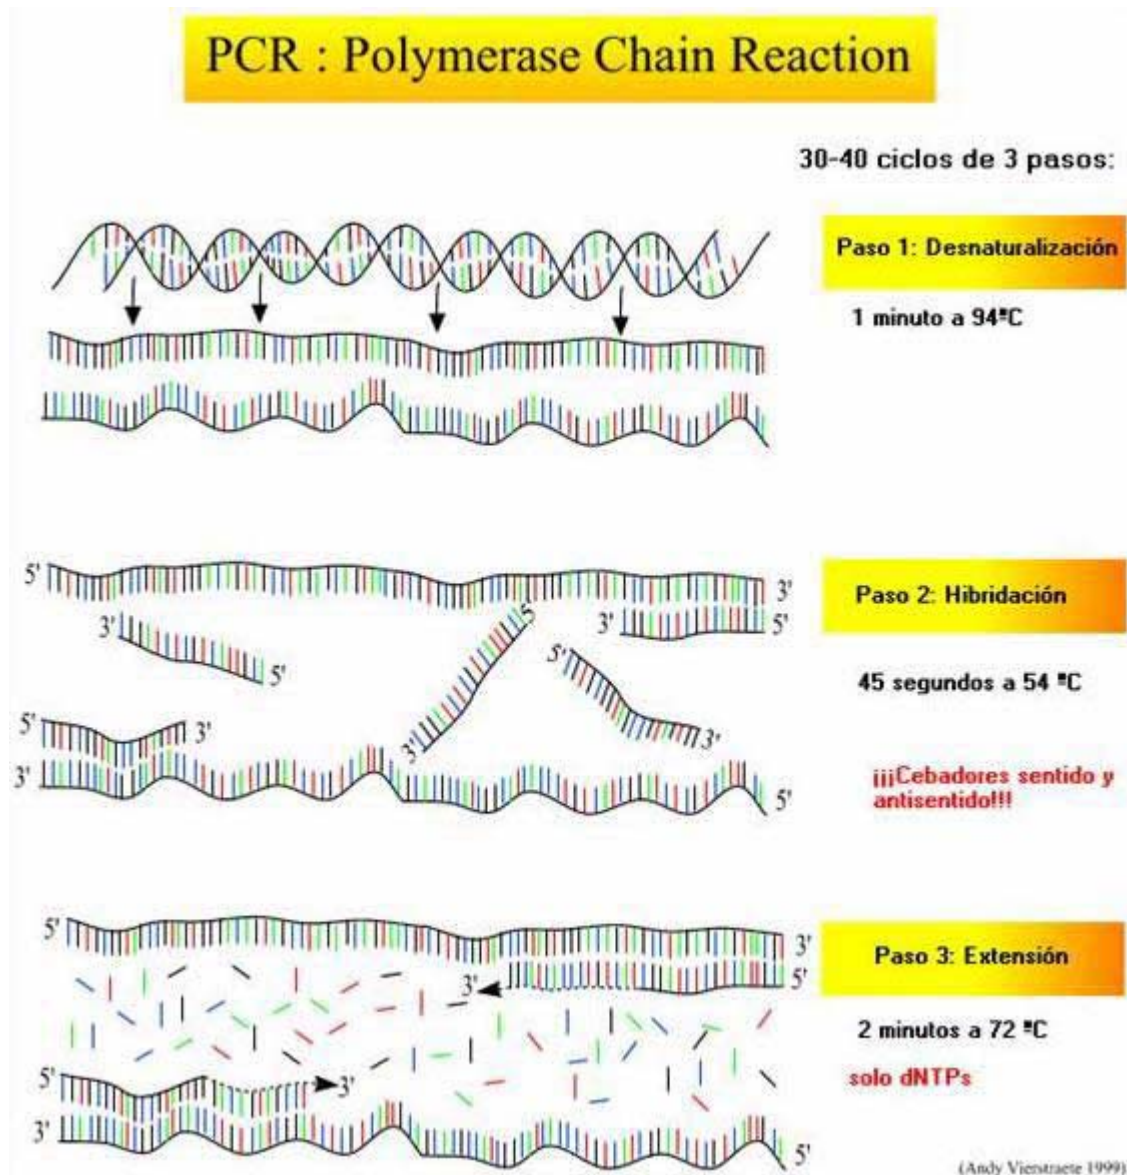 PCR : Polymerase Chain Reaction
30-40 ciclos de 3 pasos:
Paso 1: Desnaturalización
1 minuto a 94ºC
5'
3'
Paso 2: Hibridación
3'
5'
5
3'
5'
5'
3'
45 segundos a 54 ºC
5'
3'
3'
3'
5'
¡¡¡Cebadores sentido y
antisentido!!!
5'
3'
Paso 3: Extensión
3'
5'
2 minutos a 72 ºC
solo dNTPs
5'
3'
3'
5'
(Andy Vierstraete 1999)